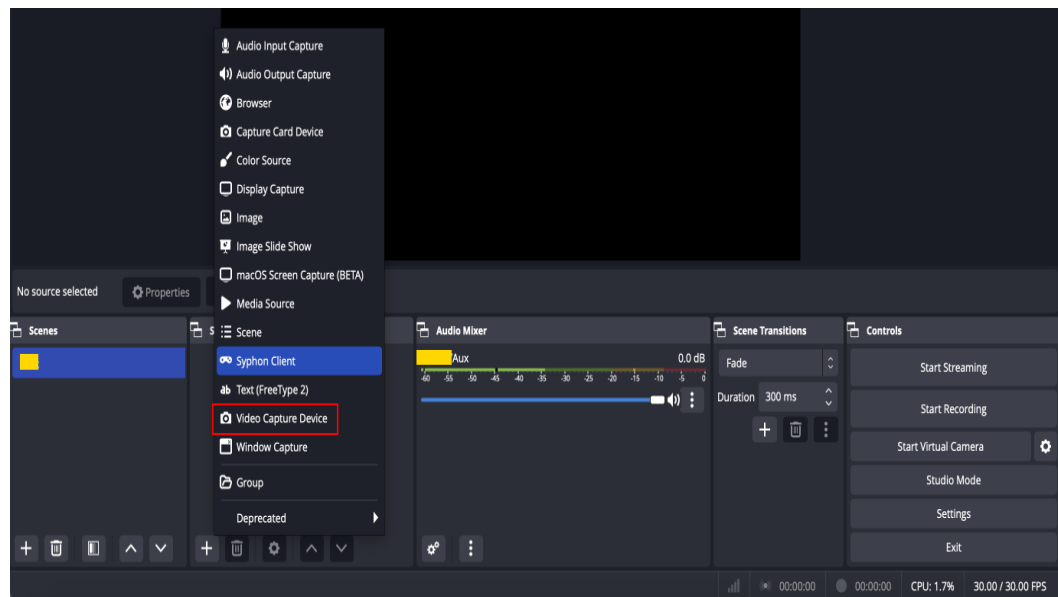 Audio Input Capture
Audio Output Capture
Browser
Capture Card Device
Color Source
Display Capture
Image
Image Slide Show
macOS Screen Capture (BETA)
Media Source
Scene
Syphon Client
ab Text (FreeType 2)
Video Capture Device
Window Capture
Group
Deprecated
No source selected
Properties
Scenes
S
Audio Mixer
Aux
0.0 dB
-60 -55 -50 -45 -40 -35 -30 -25 -20 -15 -10 -5 0
Scene Transitions
Fade
Duration 300 ms
Controls
Start Streaming
Start Recording
Start Virtual Camera
Studio Mode
Settings
Exit
00:00:00
00:00:00
CPU: 1.7%
30.00 / 30.00 FPS